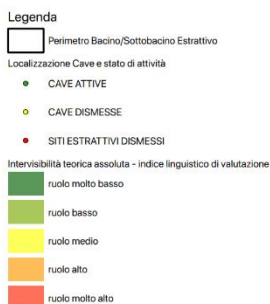 Legenda
Perimetro Bacino/Sottobacino Estrattivo
Localizzazione Cave e stato di attività
CAVE ATTIVE
CAVE DISMESSE
SITI ESTRATTIVI DISMESSI
Intervisibilità teorica assoluta - indice linguistico di valutazione
ruolo molto basso
ruolo basso
ruolo medio
ruolo alto
ruolo molto alto